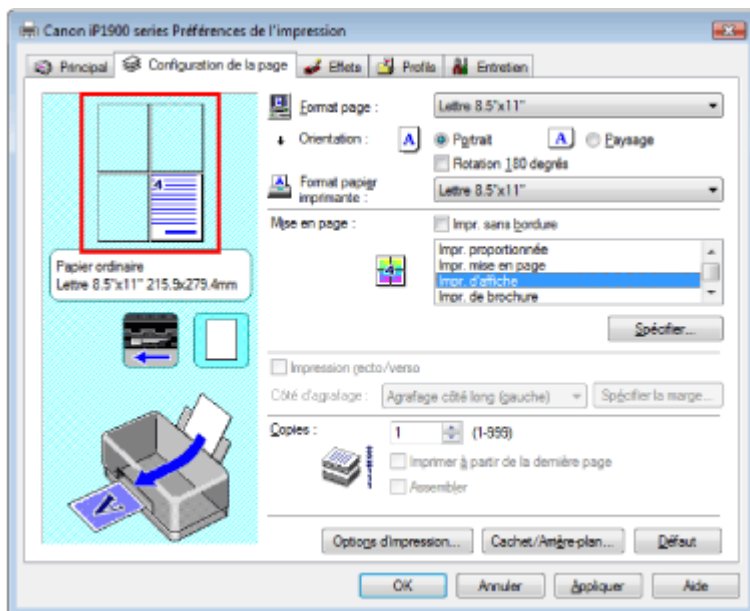 Canon iP1900 series Préférences de l'impression
Principal Configuration de la page Effets Profils Entretien
4
Papier ordinaire
Lettre 8.5"x11" 215.9x279.4mm
Format page : Lettre 8.5"x11"
Orientation : A Portrait A Paysage
Rotation 180 degrés
Format papier
imprimante : Lettre 8.5"x11"
Mise en page : Impr. sans bordure
4
Impr. proportionnée
Impr. mise en page
Impr. d'affiche
Impr. de brochure
Spécifier...
Impression recto/verso
Côté d'agrafage : Agrafage côté long (gauche) Spécifier la marge...
Copies : 1 (1-999)
Imprimer à partir de la dernière page
Assembler
Options d'impression... Cachet/Arrière-plan... Défaut
OK Annuler Appliquer Aide